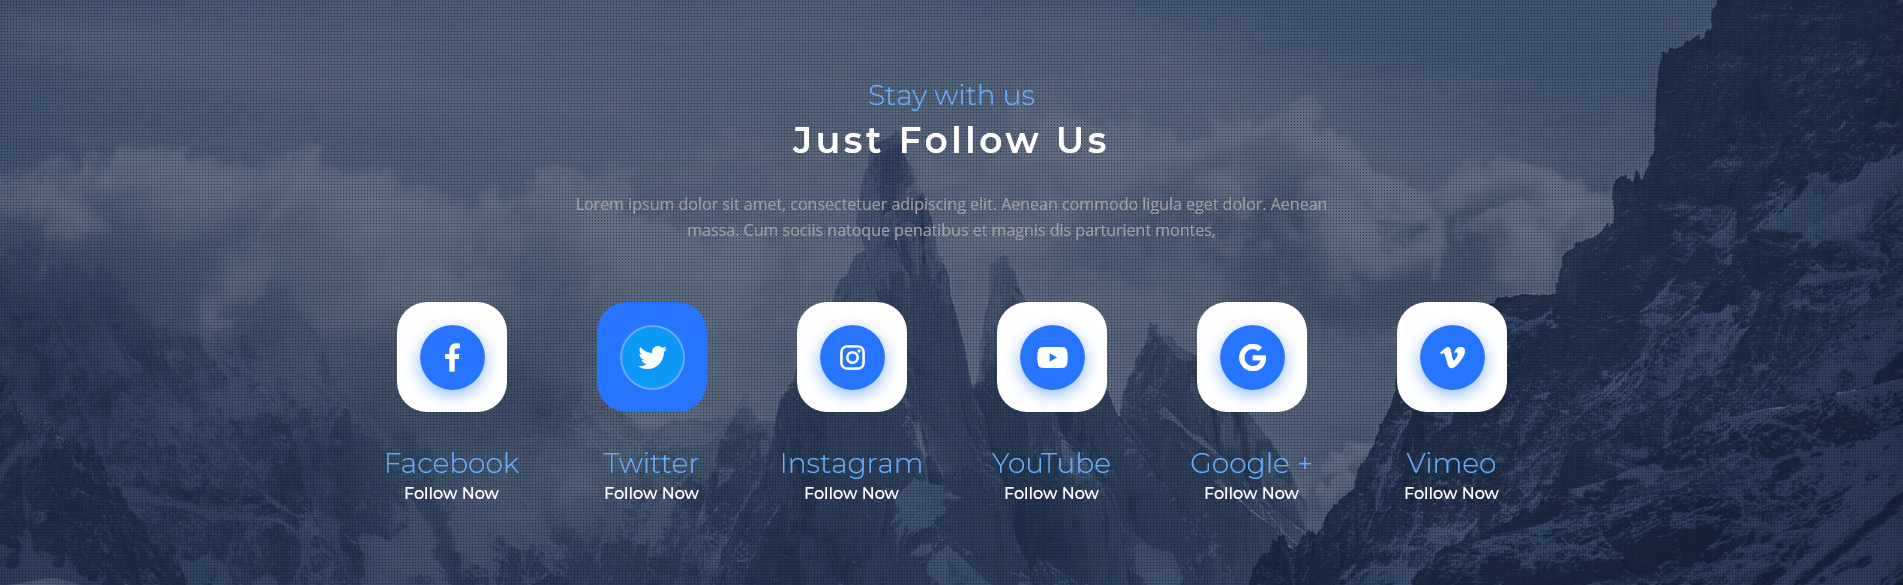 Stay with us
Just Follow Us
Lorem ipsum dolor sit amet, consectetuer adipiscing elit. Aenean commodo ligula eget dolor. Aenean
massa. Cum sociis natoque penatibus et magnis dis parturient montes,
Facebook
Follow Now
Twitter
Follow Now
Instagram
Follow Now
YouTube
Follow Now
Google +
Follow Now
Vimeo
Follow Now